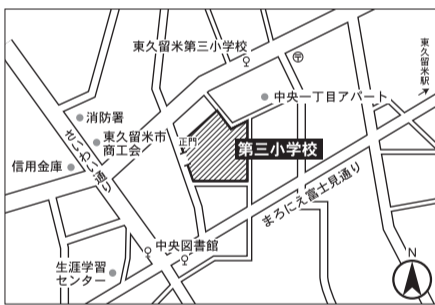 東久留米第三小学校
〒
東久留米駅
中央一丁目アパート
消防署
東久留米市
商工会
正門
第三小学校
信用金庫
さいわい通り
まろにえ富士見通り
中央図書館
生涯学習
センター
N